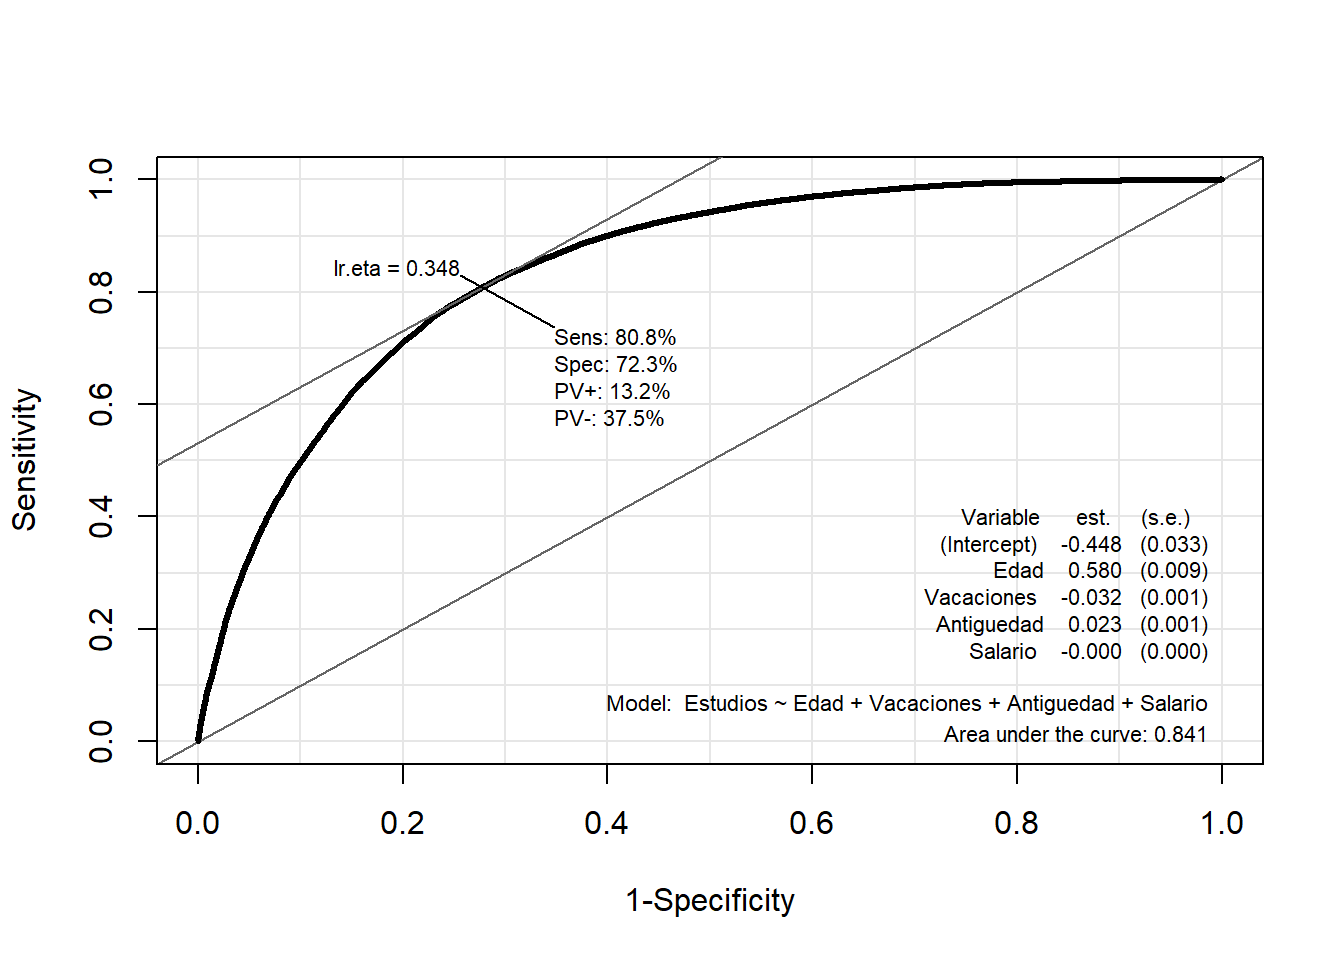 1.0
0.8
0.6
0.4
0.2
0.0
Sensitivity
lr.eta = 0.348
Sens: 80.8%
Spec: 72.3%
PV+: 13.2%
PV-: 37.5%
Variable est. (s.e.)
(Intercept) -0.448 (0.033)
Edad 0.580 (0.009)
Vacaciones -0.032 (0.001)
Antiguedad 0.023 (0.001)
Salario -0.000 (0.000)
Model: Estudios ~ Edad + Vacaciones + Antiguedad + Salario
Area under the curve: 0.841
0.0 0.2 0.4 0.6 0.8 1.0
1-Specificity